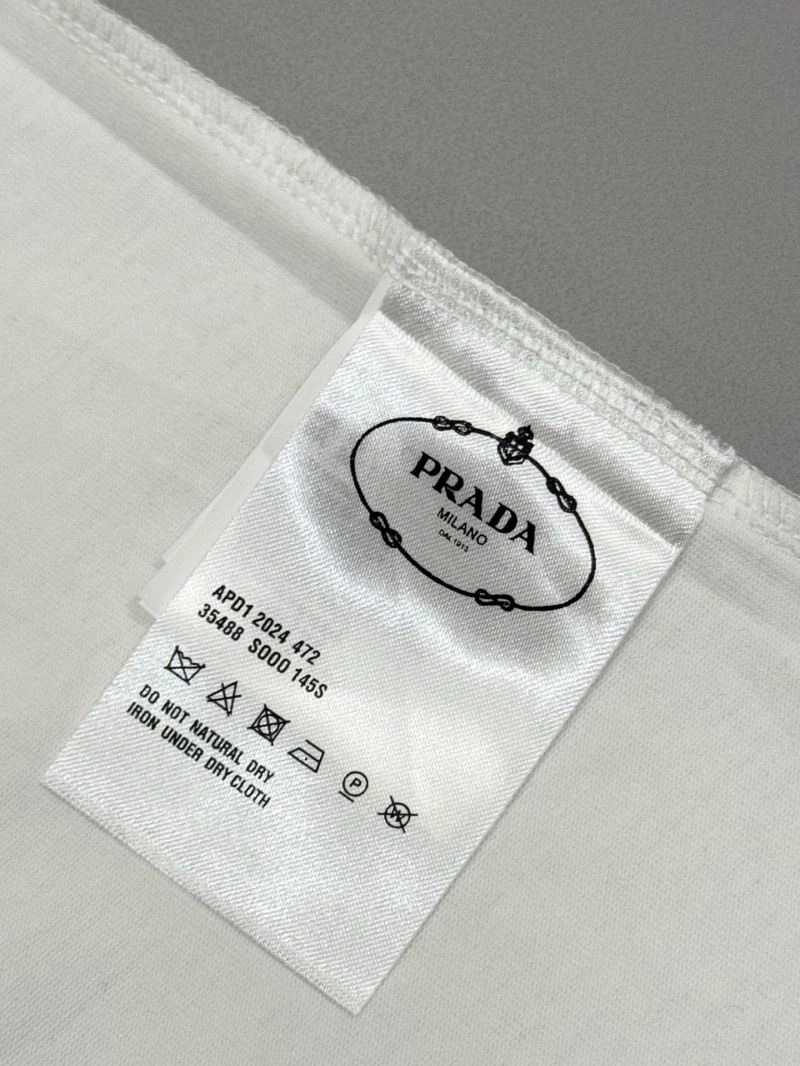 PRADA
MILANO
DAL 1913
APD1 2024 472
35488 S000 145S
P
W
DO NOT NATURAL DRY
IRON UNDER DRY CLOTH